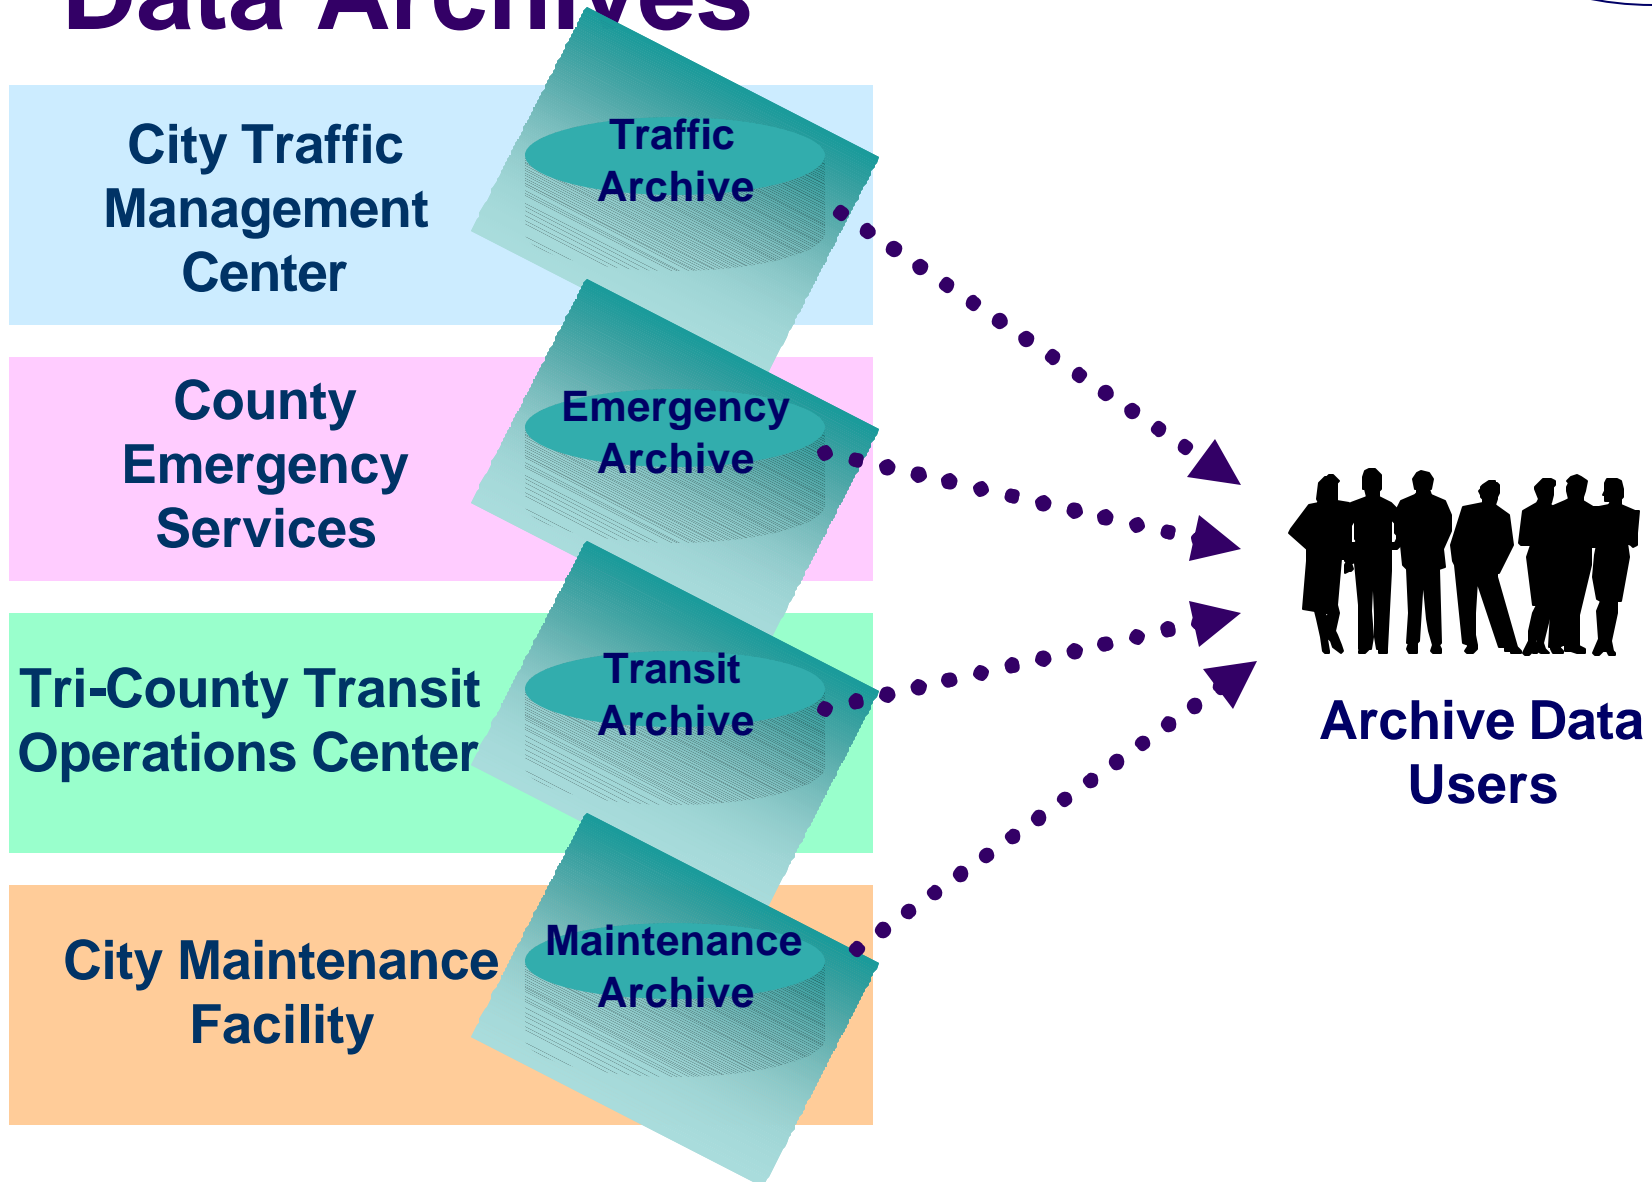 Data Archives
City Traffic
Management
Center
Traffic
Archive
County
Emergency
Services
Emergency
Archive
Tri-County Transit
Operations Center
Transit
Archive
City Maintenance
Facility
Maintenance
Archive
Archive Data
Users